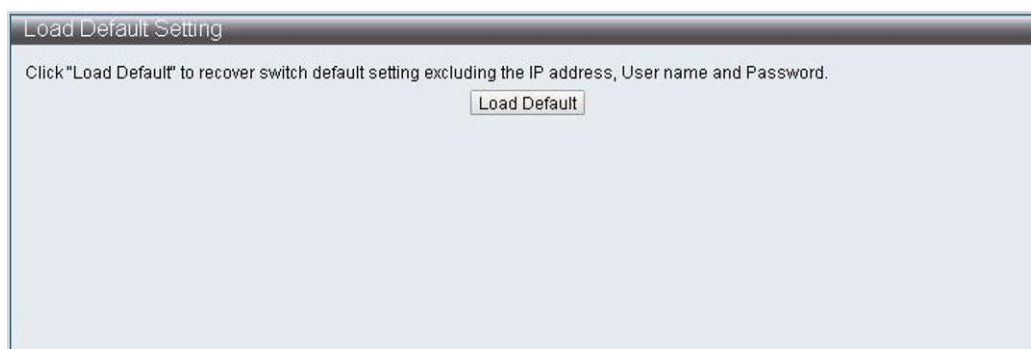 Load Default Setting
Click "Load Default" to recover switch default setting excluding the IP address, User name and Password.
Load Default